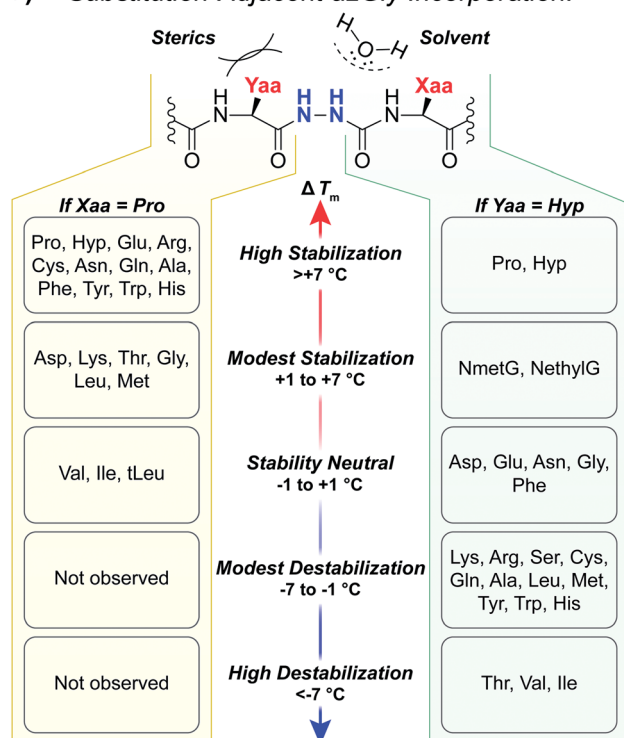 Substitution Adjacent azGly Incorporation.
Sterics
Solvent
H
O
H
Yaa
Xaa
H
N
O
H
N
H
N
O
H
N
O
Δ Tm
If Xaa = Pro
If Yaa = Hyp
Pro, Hyp, Glu, Arg,
Cys, Asn, Gln, Ala,
Phe, Tyr, Trp, His
High Stabilization
>+7 °C
Pro, Hyp
Asp, Lys, Thr, Gly,
Leu, Met
Modest Stabilization
+1 to +7 °C
NmetG, NethylG
Val, Ile, tLeu
Stability Neutral
-1 to +1 °C
Asp, Glu, Asn, Gly,
Phe
Not observed
Modest Destabilization
-7 to -1 °C
Lys, Arg, Ser, Cys,
Gln, Ala, Leu, Met,
Tyr, Trp, His
Not observed
High Destabilization
<-7 °C
Thr, Val, Ile